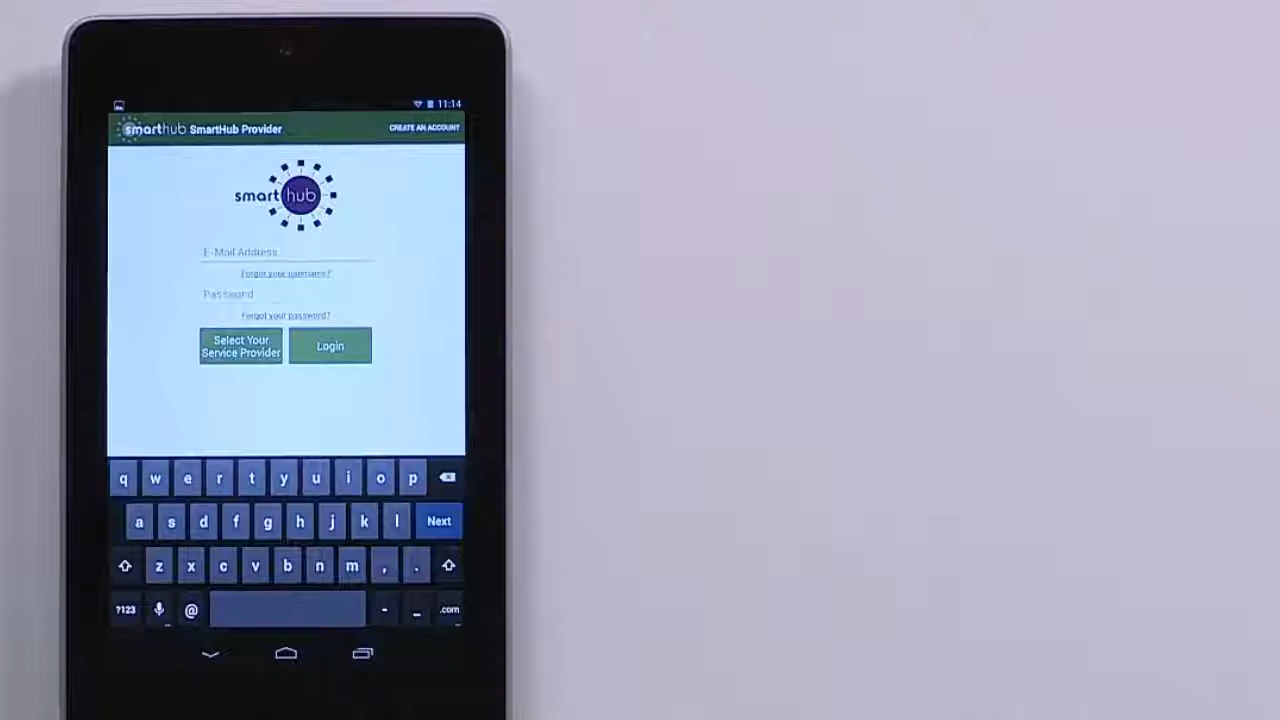 11:14
smarthub SmartHub Provider CREATE AN ACCOUNT
smart hub
E-Mail Address
Forgot your username?
Password
Forgot your password?
Select Your
Service Provider
Login
q w e r t y u i o p
a s d f g h j k l Next
z x c v b n m , .
?123 @ - _ .com